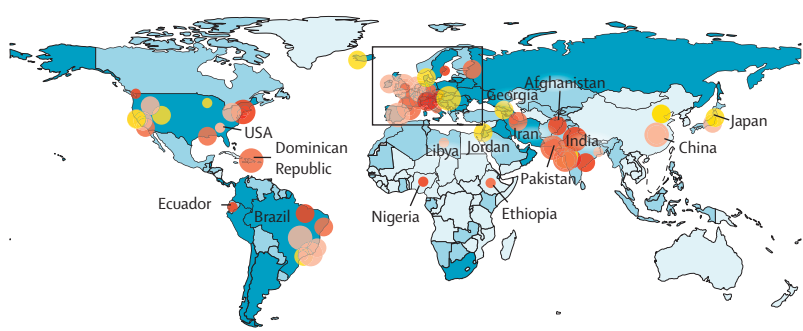 Afghanistan
Georgia
USA
Japan
Iran
India
Libya
Jordan
Dominican
Republic
China
Pakistan
Ecuador
Brazil
Nigeria
Ethiopia